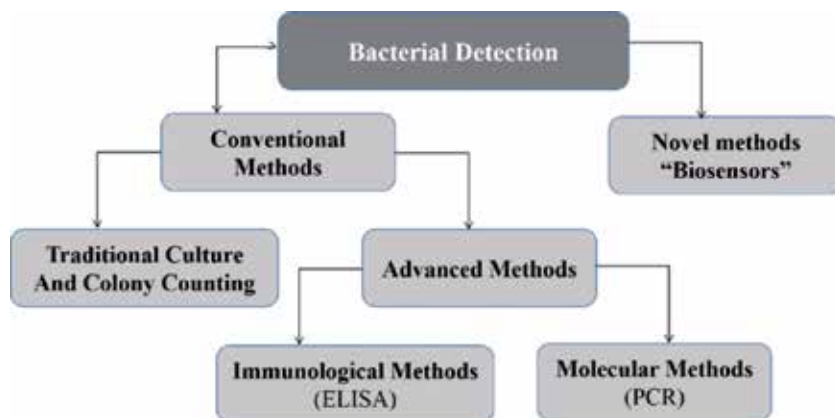 Bacterial Detection
Conventional
Methods
Novel methods
“Biosensors”
Traditional Culture
And Colony Counting
Advanced Methods
Immunological Methods
(ELISA)
Molecular Methods
(PCR)